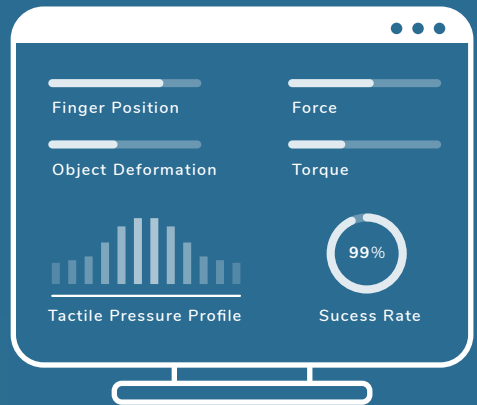 Finger Position
Force
Object Deformation
Torque
99%
Tactile Pressure Profile
Sucess Rate